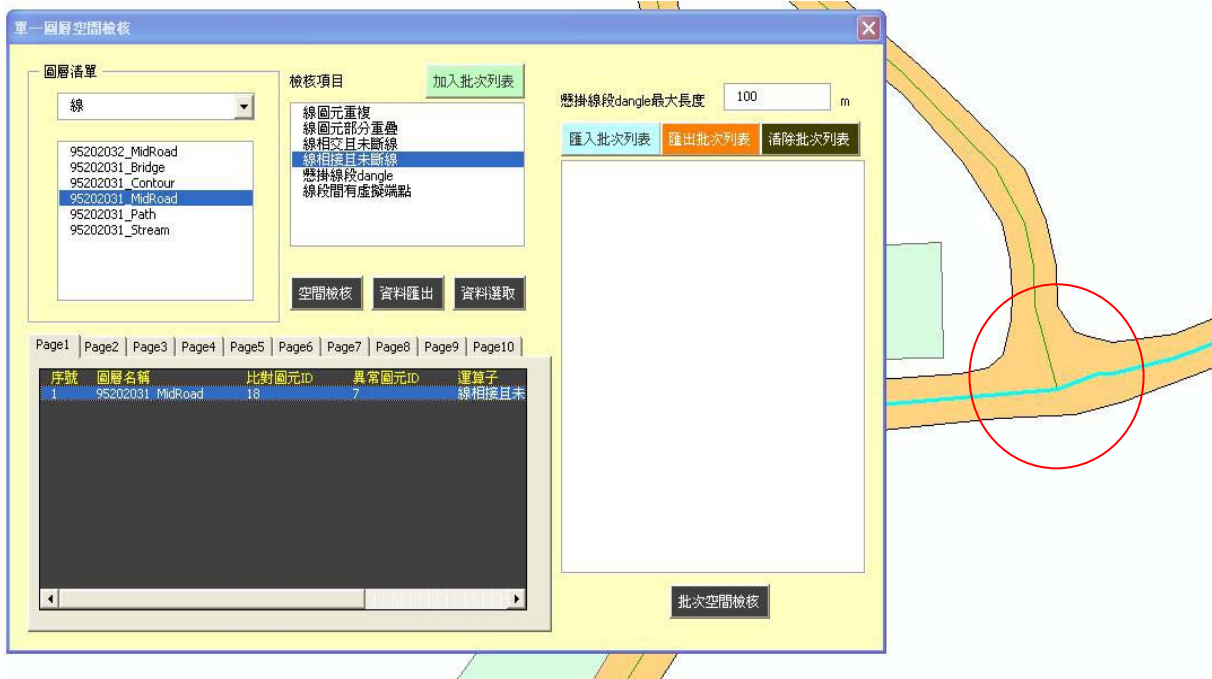 單一圖層空間檢核
圖層清單
線
95202032_MidRoad
95202031_Bridge
95202031_Contour
95202031_MidRoad
95202031_Path
95202031_Stream
檢核項目
加入批次列表
線圖元重複
線圖元部分重疊
線相交且未斷線
線相接且未斷線
懸掛線段dangle
線段間有虛擬端點
空間檢核 資料匯出 資料選取
懸掛線段dangle最大長度 100 m
匯入批次列表 匯出批次列表 清除批次列表
Page1 Page2 Page3 Page4 Page5 Page6 Page7 Page8 Page9 Page10
序號 圖層名稱 比對圖元ID 異常圖元ID 運算子
1 95202031_MidRoad 18 7 線相接且未
批次空間檢核